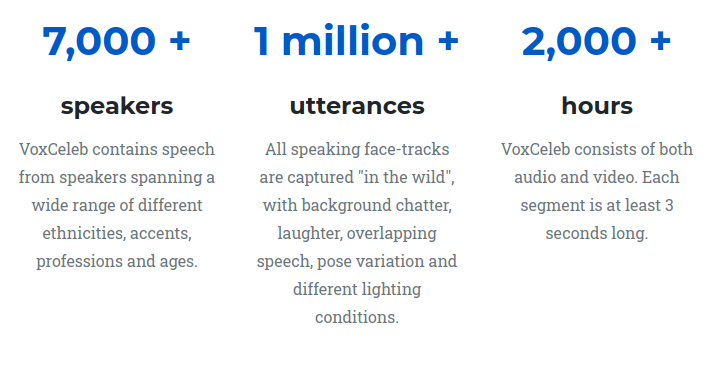 7,000 +
speakers
VoxCeleb contains speech
from speakers spanning a
wide range of different
ethnicities, accents,
professions and ages.
1 million +
utterances
All speaking face-tracks
are captured "in the wild",
with background chatter,
laughter, overlapping
speech, pose variation and
different lighting
conditions.
2,000 +
hours
VoxCeleb consists of both
audio and video. Each
segment is at least 3
seconds long.